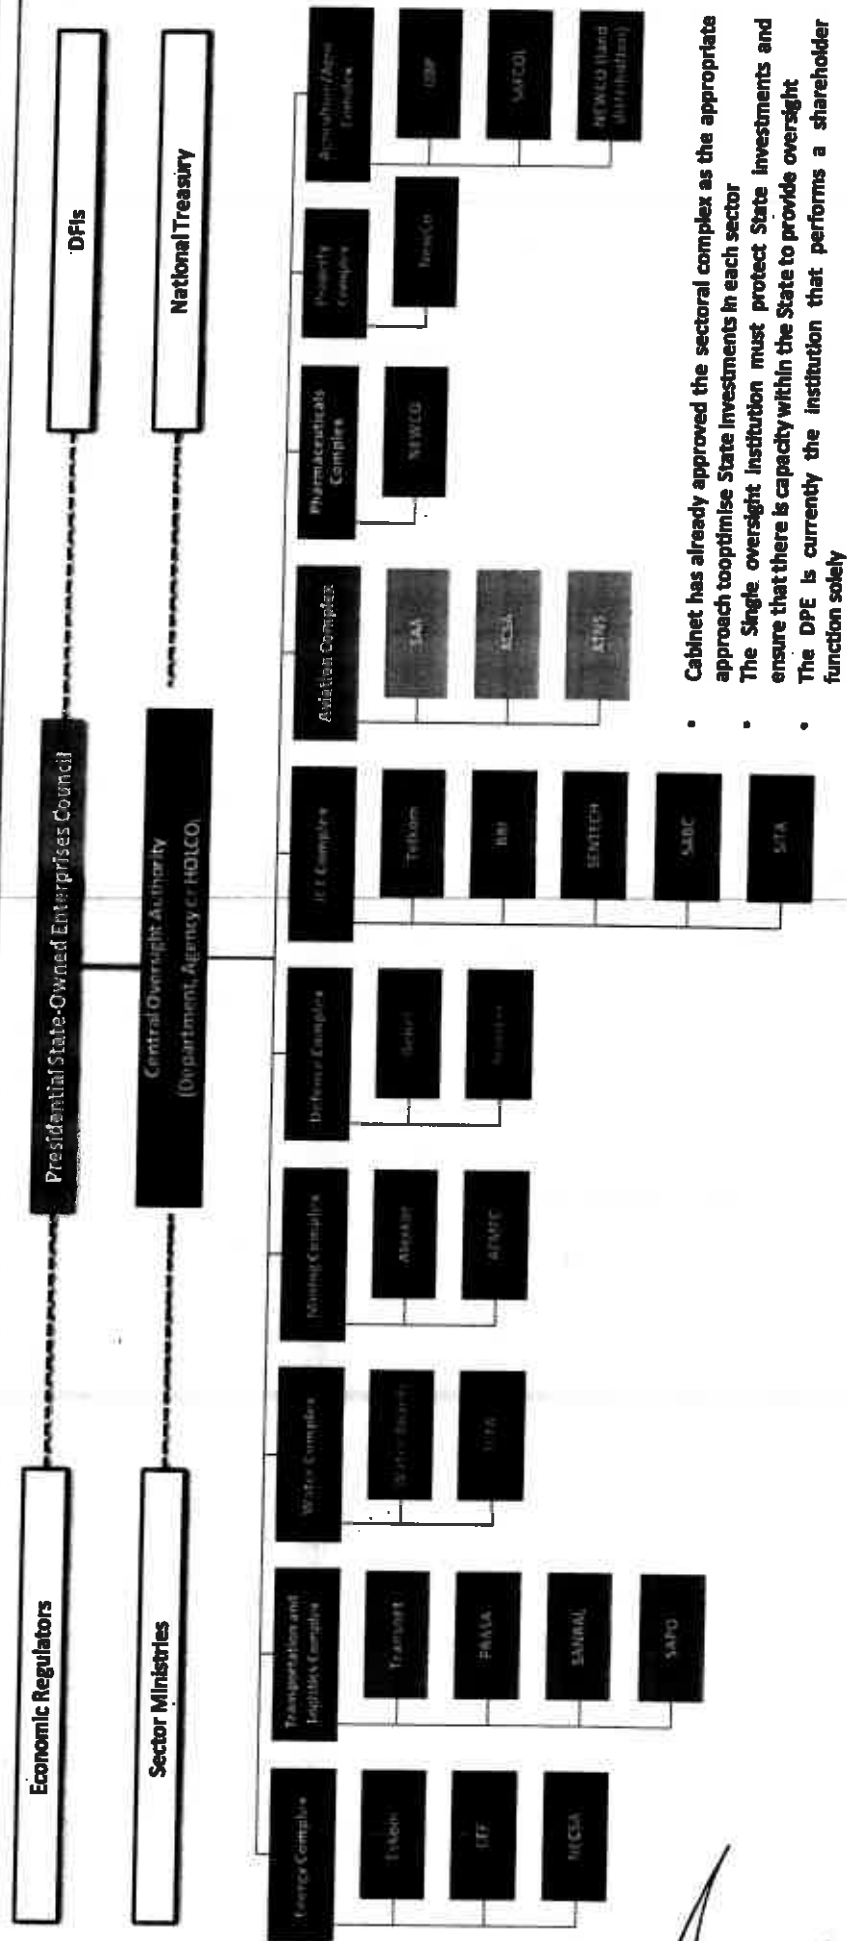 Economic Regulators
Presidential State-Owned Enterprises Council
DFIs
Sector Ministries
Central Oversight Authority
(Department, Agency or HOLCO)
National Treasury
Energy Complex
Eskom
CEF
NECSA
Transportation and
Logistics Complex
Transnet
PRASA
SANRAL
SAPO
Water Complex
Water Boards
TCTA
Mining Complex
Alexkor
AEMFC
Defense Complex
Denel
ICT Complex
Telkom
BBI
SENTECH
SABC
SITA
Aviation Complex
SAA
ACSA
ATNS
Pharmaceuticals
Complex
NEWCO
Property
Complex
NewCo
Complex
SAFCOL
NEWCO (land
distribution)
• Cabinet has already approved the sectoral complex as the appropriate
approach tooptimise State Investments in each sector
• The Single oversight institution must protect State investments and
ensure that there is capacity within the State to provide oversight
• The DPE is currently the institution that performs a shareholder
function solely